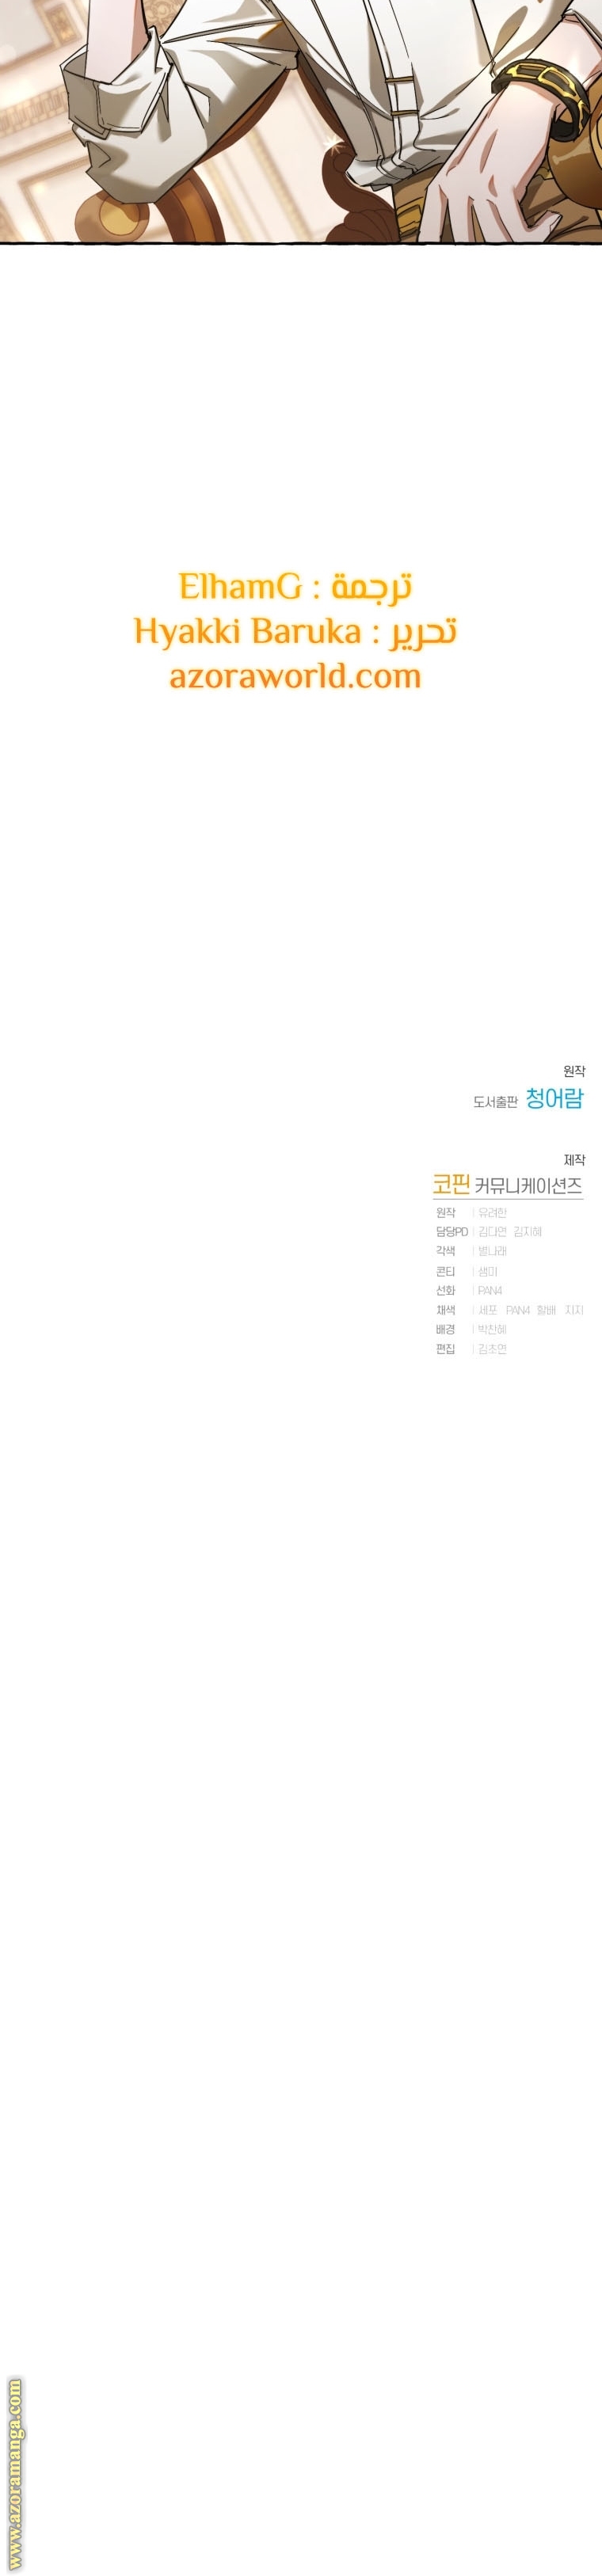 ترجمة : ElhamG
تحرير : Hyakki Baruka
azoraworld.com
원작
도서출판 청어람
제작
코핀 커뮤니케이션즈
원작 | 유려한
담당PD | 김다연 김지혜
각색 | 별나래
콘티 | 샘미
선화 | PAN4
채색 | 세포 PAN4 할배 지지
배경 | 박찬혜
편집 | 김초연
www.azoramanga.com